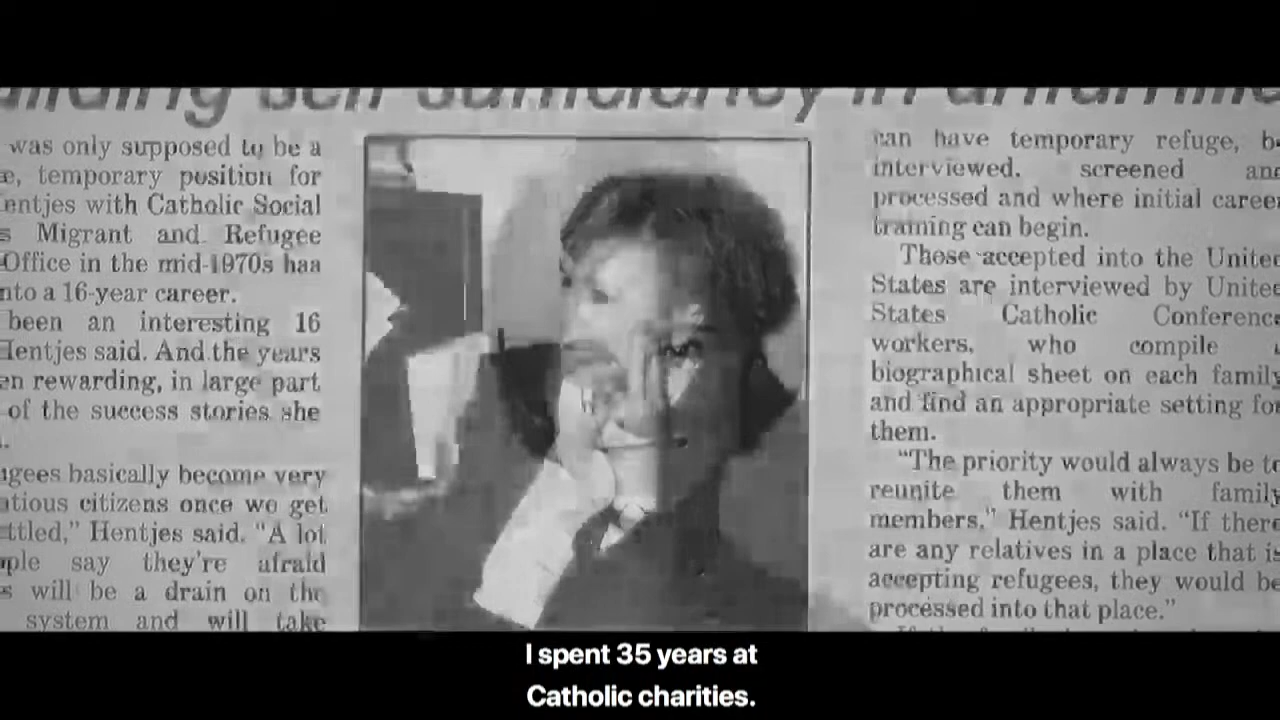 was only supposed to be a
temporary position for
entjes with Catholic Social
Migrant and Refugee
Office in the mid-1970s has
nto a 16-year career.
been an interesting 16
Hentjes said. And the years
en rewarding, in large part
of the success stories she
ugees basically become very
tious citizens once we get
ttled," Hentjes said. "A lot
ple say they're afraid
will be a drain on the
system and will take
can have temporary refuge, b
interviewed, screened and
processed and where initial career
training can begin.
Those accepted into the United
States are interviewed by United
States Catholic Conference
workers, who compile
biographical sheet on each family
and find an appropriate setting for
them.
"The priority would always be to
reunite them with family
members," Hentjes said. "If there
are any relatives in a place that is
accepting refugees, they would be
processed into that place."
I spent 35 years at
Catholic charities.